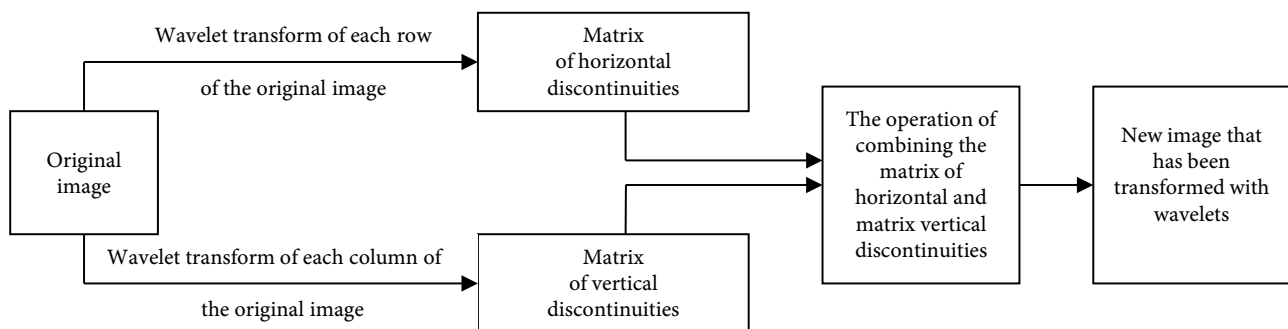 Original
image
Wavelet transform of each row
of the original image
Wavelet transform of each column of
the original image
Matrix
of horizontal
discontinuities
Matrix
of vertical
discontinuities
The operation of
combining the
matrix of
horizontal and
matrix vertical
discontinuities
New image that
has been
transformed with
wavelets